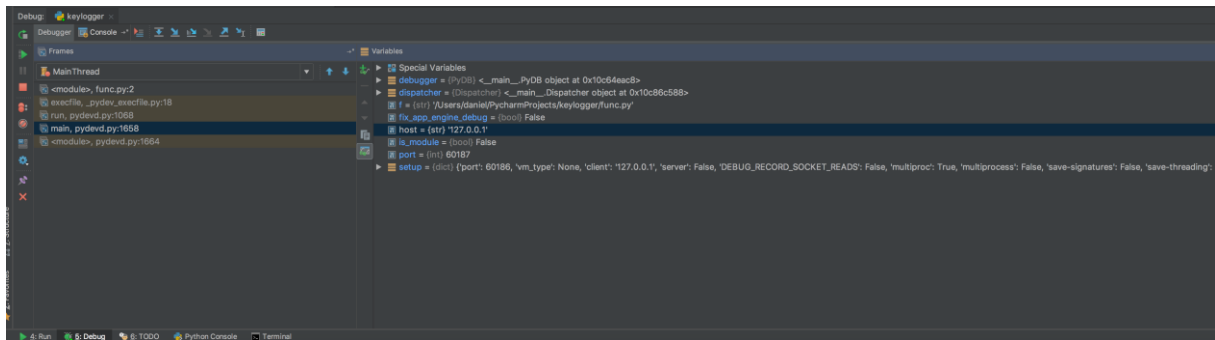 Debug: keylogger ×
Debugger Console
Frames
Variables
MainThread
<module>, func.py:2
execfile, _pydev_execfile.py:18
run, pydevd.py:1068
main, pydevd.py:1658
<module>, pydevd.py:1664
Special Variables
debugger = {PyDB} <__main__.PyDB object at 0x10c64eac8>
dispatcher = {Dispatcher} <__main__.Dispatcher object at 0x10c86c588>
f = {str} '/Users/daniel/PycharmProjects/keylogger/func.py'
fix_app_engine_debug = {bool} False
host = {str} '127.0.0.1'
is_module = {bool} False
port = {int} 60187
setup = {dict} {'port': 60186, 'vm_type': None, 'client': '127.0.0.1', 'server': False, 'DEBUG_RECORD_SOCKET_READS': False, 'multiproc': True, 'multiprocess': False, 'save-signatures': False, 'save-threading':
4: Run 5: Debug 6: TODO Python Console Terminal